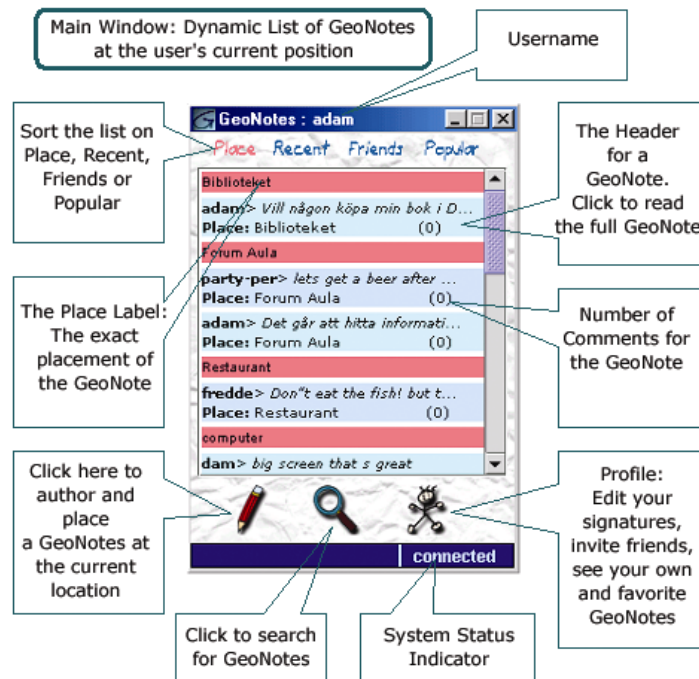 Main Window: Dynamic List of GeoNotes
at the user's current position
Username
Sort the list on
Place, Recent,
Friends or
Popular
The Header
for a
GeoNote.
Click to read
the full GeoNote
The Place Label:
The exact
placement of
the GeoNote
Number of
Comments for
the GeoNote
GeoNotes : adam
Place Recent Friends Popular
Biblioteket
adam> Vill någon köpa min bok i D...
Place: Biblioteket (0)
Forum Aula
party-per> lets get a beer after ...
Place: Forum Aula (0)
adam> Det går att hitta informati...
Place: Forum Aula (0)
Restaurant
fredde> Don"t eat the fish! but t...
Place: Restaurant (0)
computer
dam> big screen that s great
connected
Click here to
author and
place
a GeoNotes at
the current
location
Profile:
Edit your
signatures,
invite friends,
see your own
and favorite
GeoNotes
Click to search
for GeoNotes
System Status
Indicator